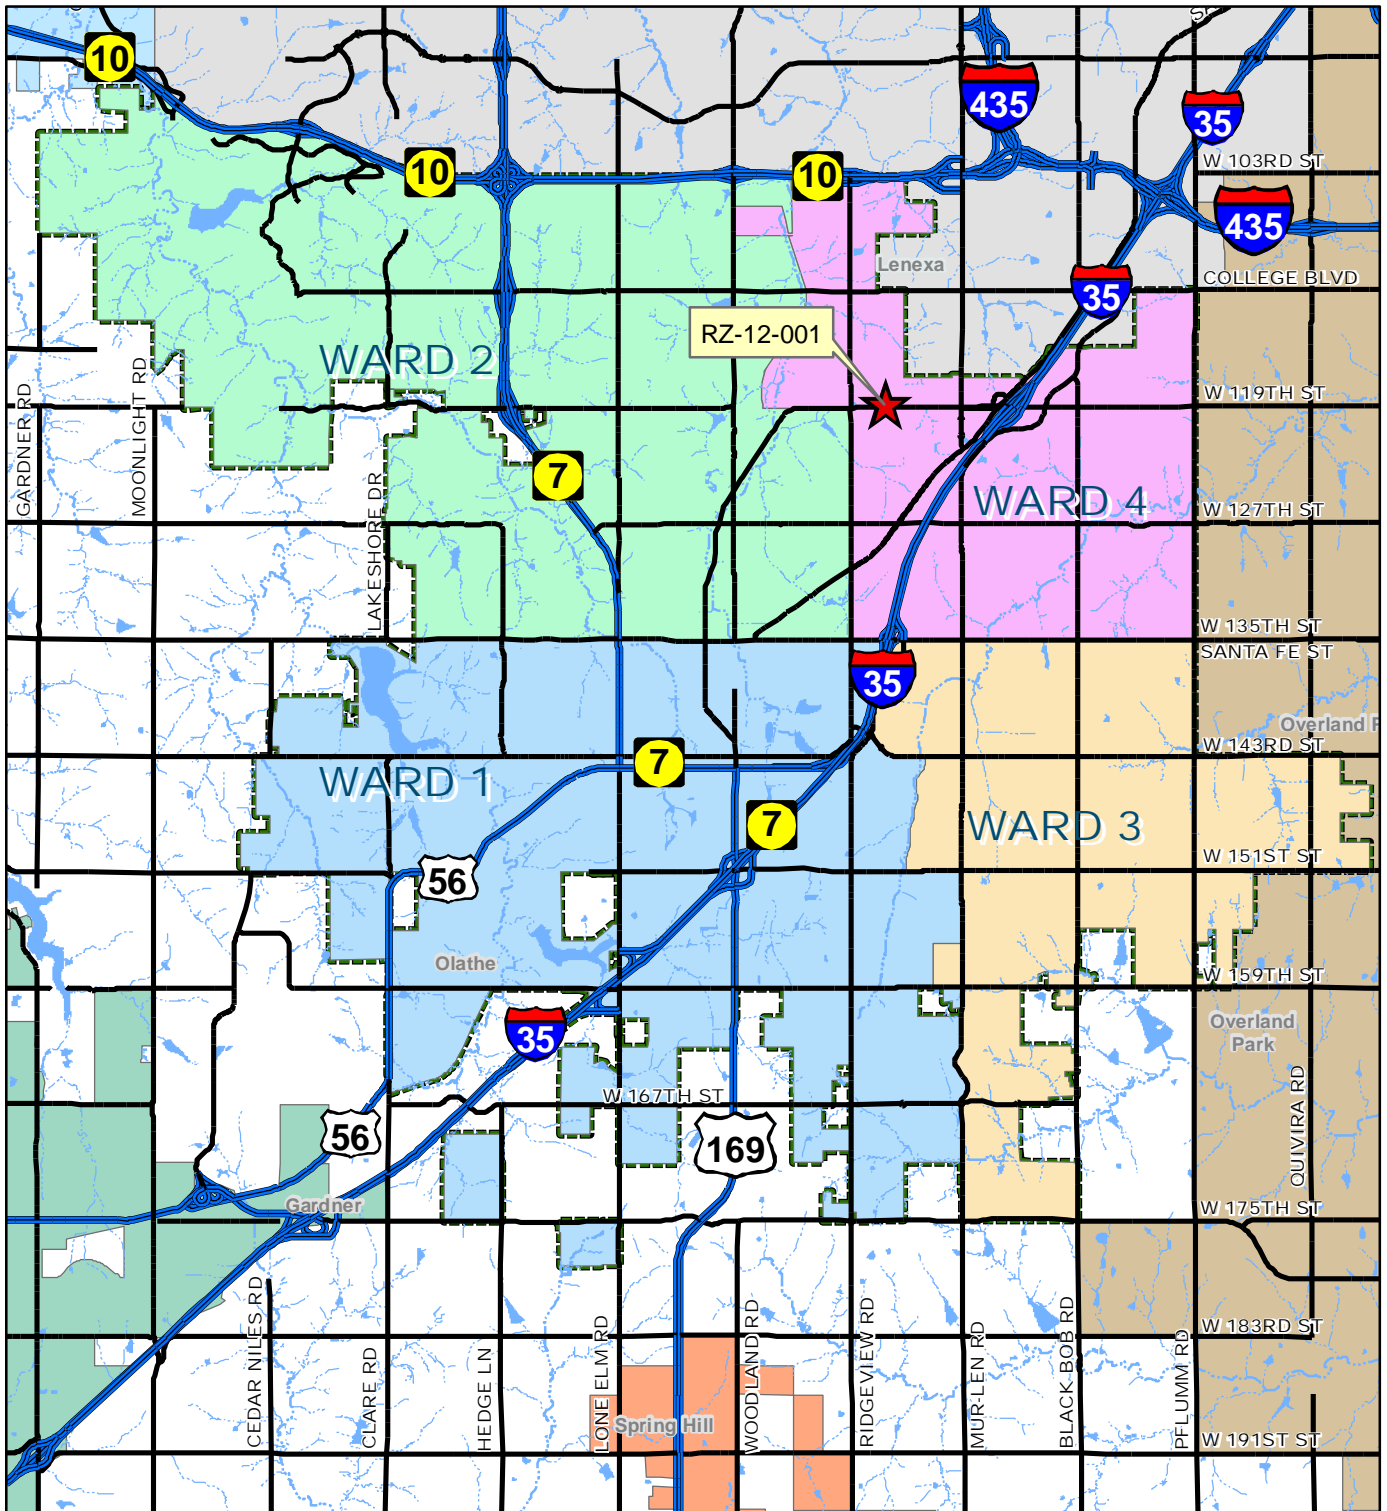 10
435
35
W 103RD ST
10
10
435
Lenexa
COLLEGE BLVD
35
RZ-12-001
WARD 2
W 119TH ST
GARDNER RD
MOONLIGHT RD
7
LAKESHORE DR
WARD 4
W 127TH ST
W 135TH ST
SANTA FE ST
35
Overland P
W 143RD ST
7
WARD 1
7
WARD 3
W 151ST ST
56
Olathe
W 159TH ST
35
Overland
Park
W 167TH ST
QUIVIRA RD
56
169
Gardner
W 175TH ST
CEDAR NILES RD
CLARE RD
HEDGE LN
LONE ELM RD
WOODLAND RD
RIDGEVIEW RD
MUR-LEN RD
BLACK BOB RD
PFLUMM RD
W 183RD ST
Spring Hill
W 191ST ST